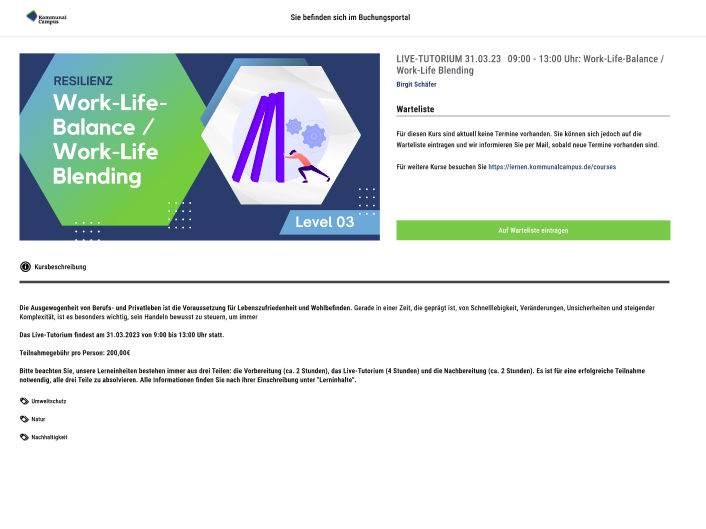 Kommunal
Campus
Sie befinden sich im Buchungsportal
RESILIENZ
Work-Life-
Balance /
Work-Life
Blending
Level 03
LIVE-TUTORIUM 31.03.23 09:00 - 13:00 Uhr: Work-Life-Balance /
Work-Life Blending
Birgit Schäfer
Warteliste
Für diesen Kurs sind aktuell keine Termine vorhanden. Sie können sich jedoch auf die
Warteliste eintragen und wir informieren Sie per Mail, sobald neue Termine vorhanden sind.
Für weitere Kurse besuchen Sie https://lernen.kommunalcampus.de/courses
Auf Warteliste eintragen
Kursbeschreibung
Die Ausgewogenheit von Berufs- und Privatleben ist die Voraussetzung für Lebenszufriedenheit und Wohlbefinden. Gerade in einer Zeit, die geprägt ist, von Schnelllebigkeit, Veränderungen, Unsicherheiten und steigender
Komplexität, ist es besonders wichtig, sein Handeln bewusst zu steuern, um immer
Das Live-Tutorium findest am 31.03.2023 von 9:00 bis 13:00 Uhr statt.
Teilnahmegebühr pro Person: 200,00€
Bitte beachten Sie, unsere Lerneinheiten bestehen immer aus drei Teilen: die Vorbereitung (ca. 2 Stunden), das Live-Tutorium (4 Stunden) und die Nachbereitung (ca. 2 Stunden). Es ist für eine erfolgreiche Teilnahme
notwendig, alle drei Teile zu absolvieren. Alle Informationen finden Sie nach Ihrer Einschreibung unter "Lerninhalte".
Umweltschutz
Natur
Nachhaltigkeit